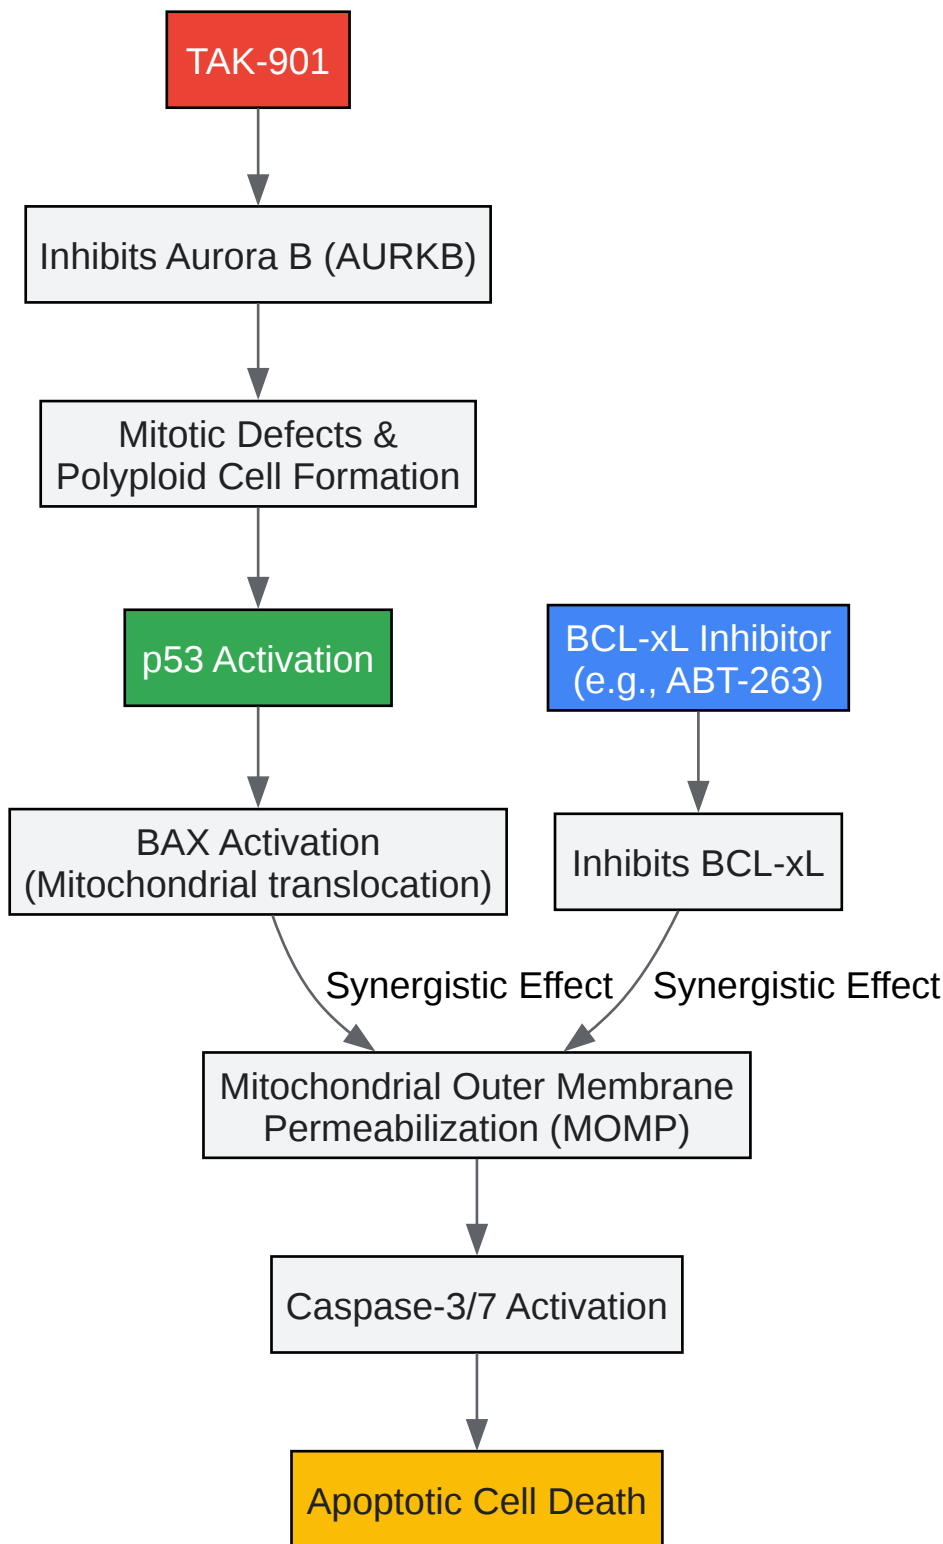 TAK-901
Inhibits Aurora B (AURKB)
Mitotic Defects &
Polyploid Cell Formation
p53 Activation
BCL-xL Inhibitor
(e.g., ABT-263)
BAX Activation
(Mitochondrial translocation)
Inhibits BCL-xL
Synergistic Effect
Synergistic Effect
Mitochondrial Outer Membrane
Permeabilization (MOMP)
Caspase-3/7 Activation
Apoptotic Cell Death